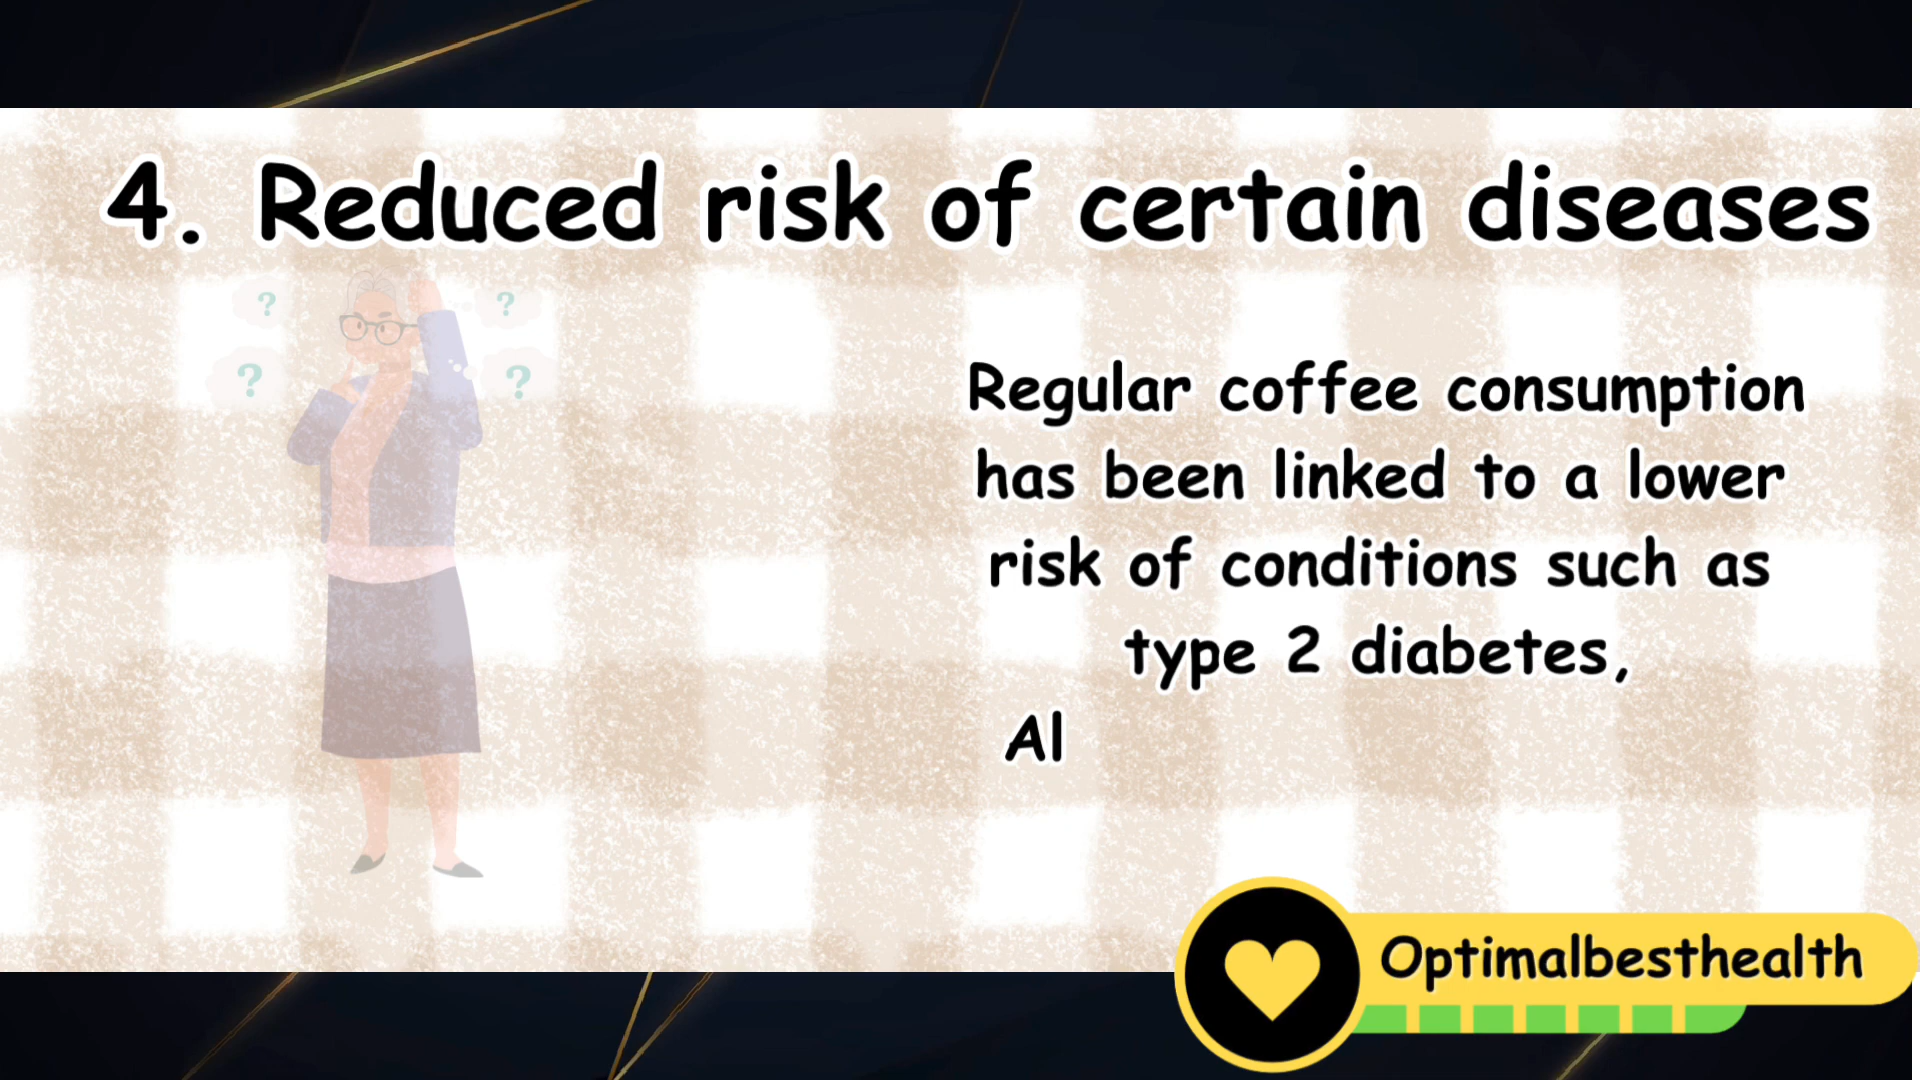 4. Reduced risk of certain diseases
? ?
? ?
Regular coffee consumption
has been linked to a lower
risk of conditions such as
type 2 diabetes,
Al
Optimalbesthealth